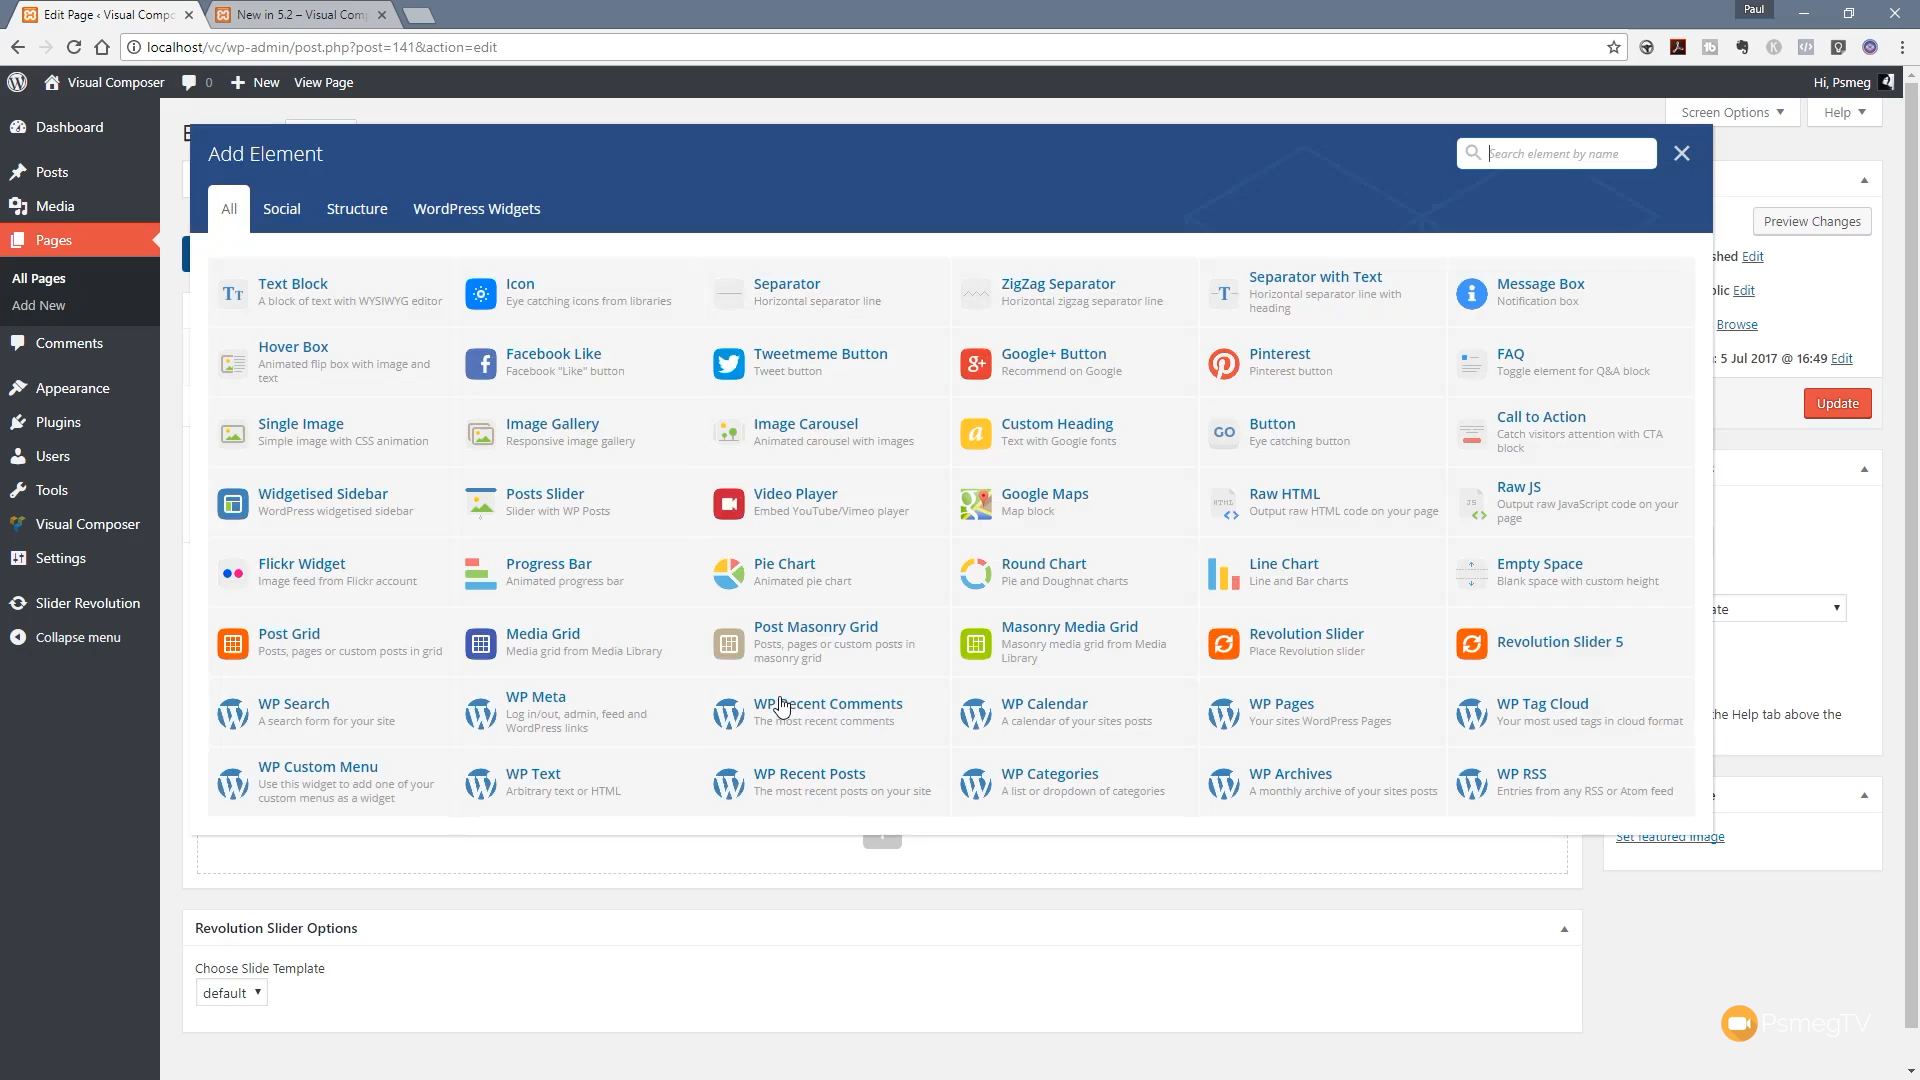 Edit Page ‹ Visual Compo
New in 5.2 – Visual Com
Paul
localhost/vc/wp-admin/post.php?post=141&action=edit
Visual Composer
0
New
View Page
Hi, Psmeg
Screen Options
Help
Dashboard
Posts
Media
Pages
All Pages
Add New
Comments
Appearance
Plugins
Users
Tools
Visual Composer
Settings
Slider Revolution
Collapse menu
Add Element
Search element by name
All
Social
Structure
WordPress Widgets
Text Block
A block of text with WYSIWYG editor
Icon
Eye catching icons from libraries
Separator
Horizontal separator line
ZigZag Separator
Horizontal zigzag separator line
Separator with Text
Horizontal separator line with
heading
Message Box
Notification box
Hover Box
Animated flip box with image and
text
Facebook Like
Facebook "Like" button
Tweetmeme Button
Tweet button
Google+ Button
Recommend on Google
Pinterest
Pinterest button
FAQ
Toggle element for Q&A block
Single Image
Simple image with CSS animation
Image Gallery
Responsive image gallery
Image Carousel
Animated carousel with images
Custom Heading
Text with Google fonts
GO
Button
Eye catching button
Call to Action
Catch visitors attention with CTA
block
Widgetised Sidebar
WordPress widgetised sidebar
Posts Slider
Slider with WP Posts
Video Player
Embed YouTube/Vimeo player
Google Maps
Map block
HTML
Raw HTML
Output raw HTML code on your page
JS
Raw JS
Output raw JavaScript code on your
page
Flickr Widget
Image feed from Flickr account
Progress Bar
Animated progress bar
Pie Chart
Animated pie chart
Round Chart
Pie and Doughnat charts
Line Chart
Line and Bar charts
Empty Space
Blank space with custom height
Post Grid
Posts, pages or custom posts in grid
Media Grid
Media grid from Media Library
Post Masonry Grid
Posts, pages or custom posts in
masonry grid
Masonry Media Grid
Masonry media grid from Media
Library
Revolution Slider
Place Revolution slider
Revolution Slider 5
WP Search
A search form for your site
WP Meta
Log in/out, admin, feed and
WordPress links
WP Recent Comments
The most recent comments
WP Calendar
A calendar of your sites posts
WP Pages
Your sites WordPress Pages
WP Tag Cloud
Your most used tags in cloud format
WP Custom Menu
Use this widget to add one of your
custom menus as a widget
WP Text
Arbitrary text or HTML
WP Recent Posts
The most recent posts on your site
WP Categories
A list or dropdown of categories
WP Archives
A monthly archive of your sites posts
WP RSS
Entries from any RSS or Atom feed
Preview Changes
shed Edit
blic Edit
Browse
: 5 Jul 2017 @ 16:49 Edit
Update
ate
the Help tab above the
Set featured image
Revolution Slider Options
Choose Slide Template
default
PsmegTV